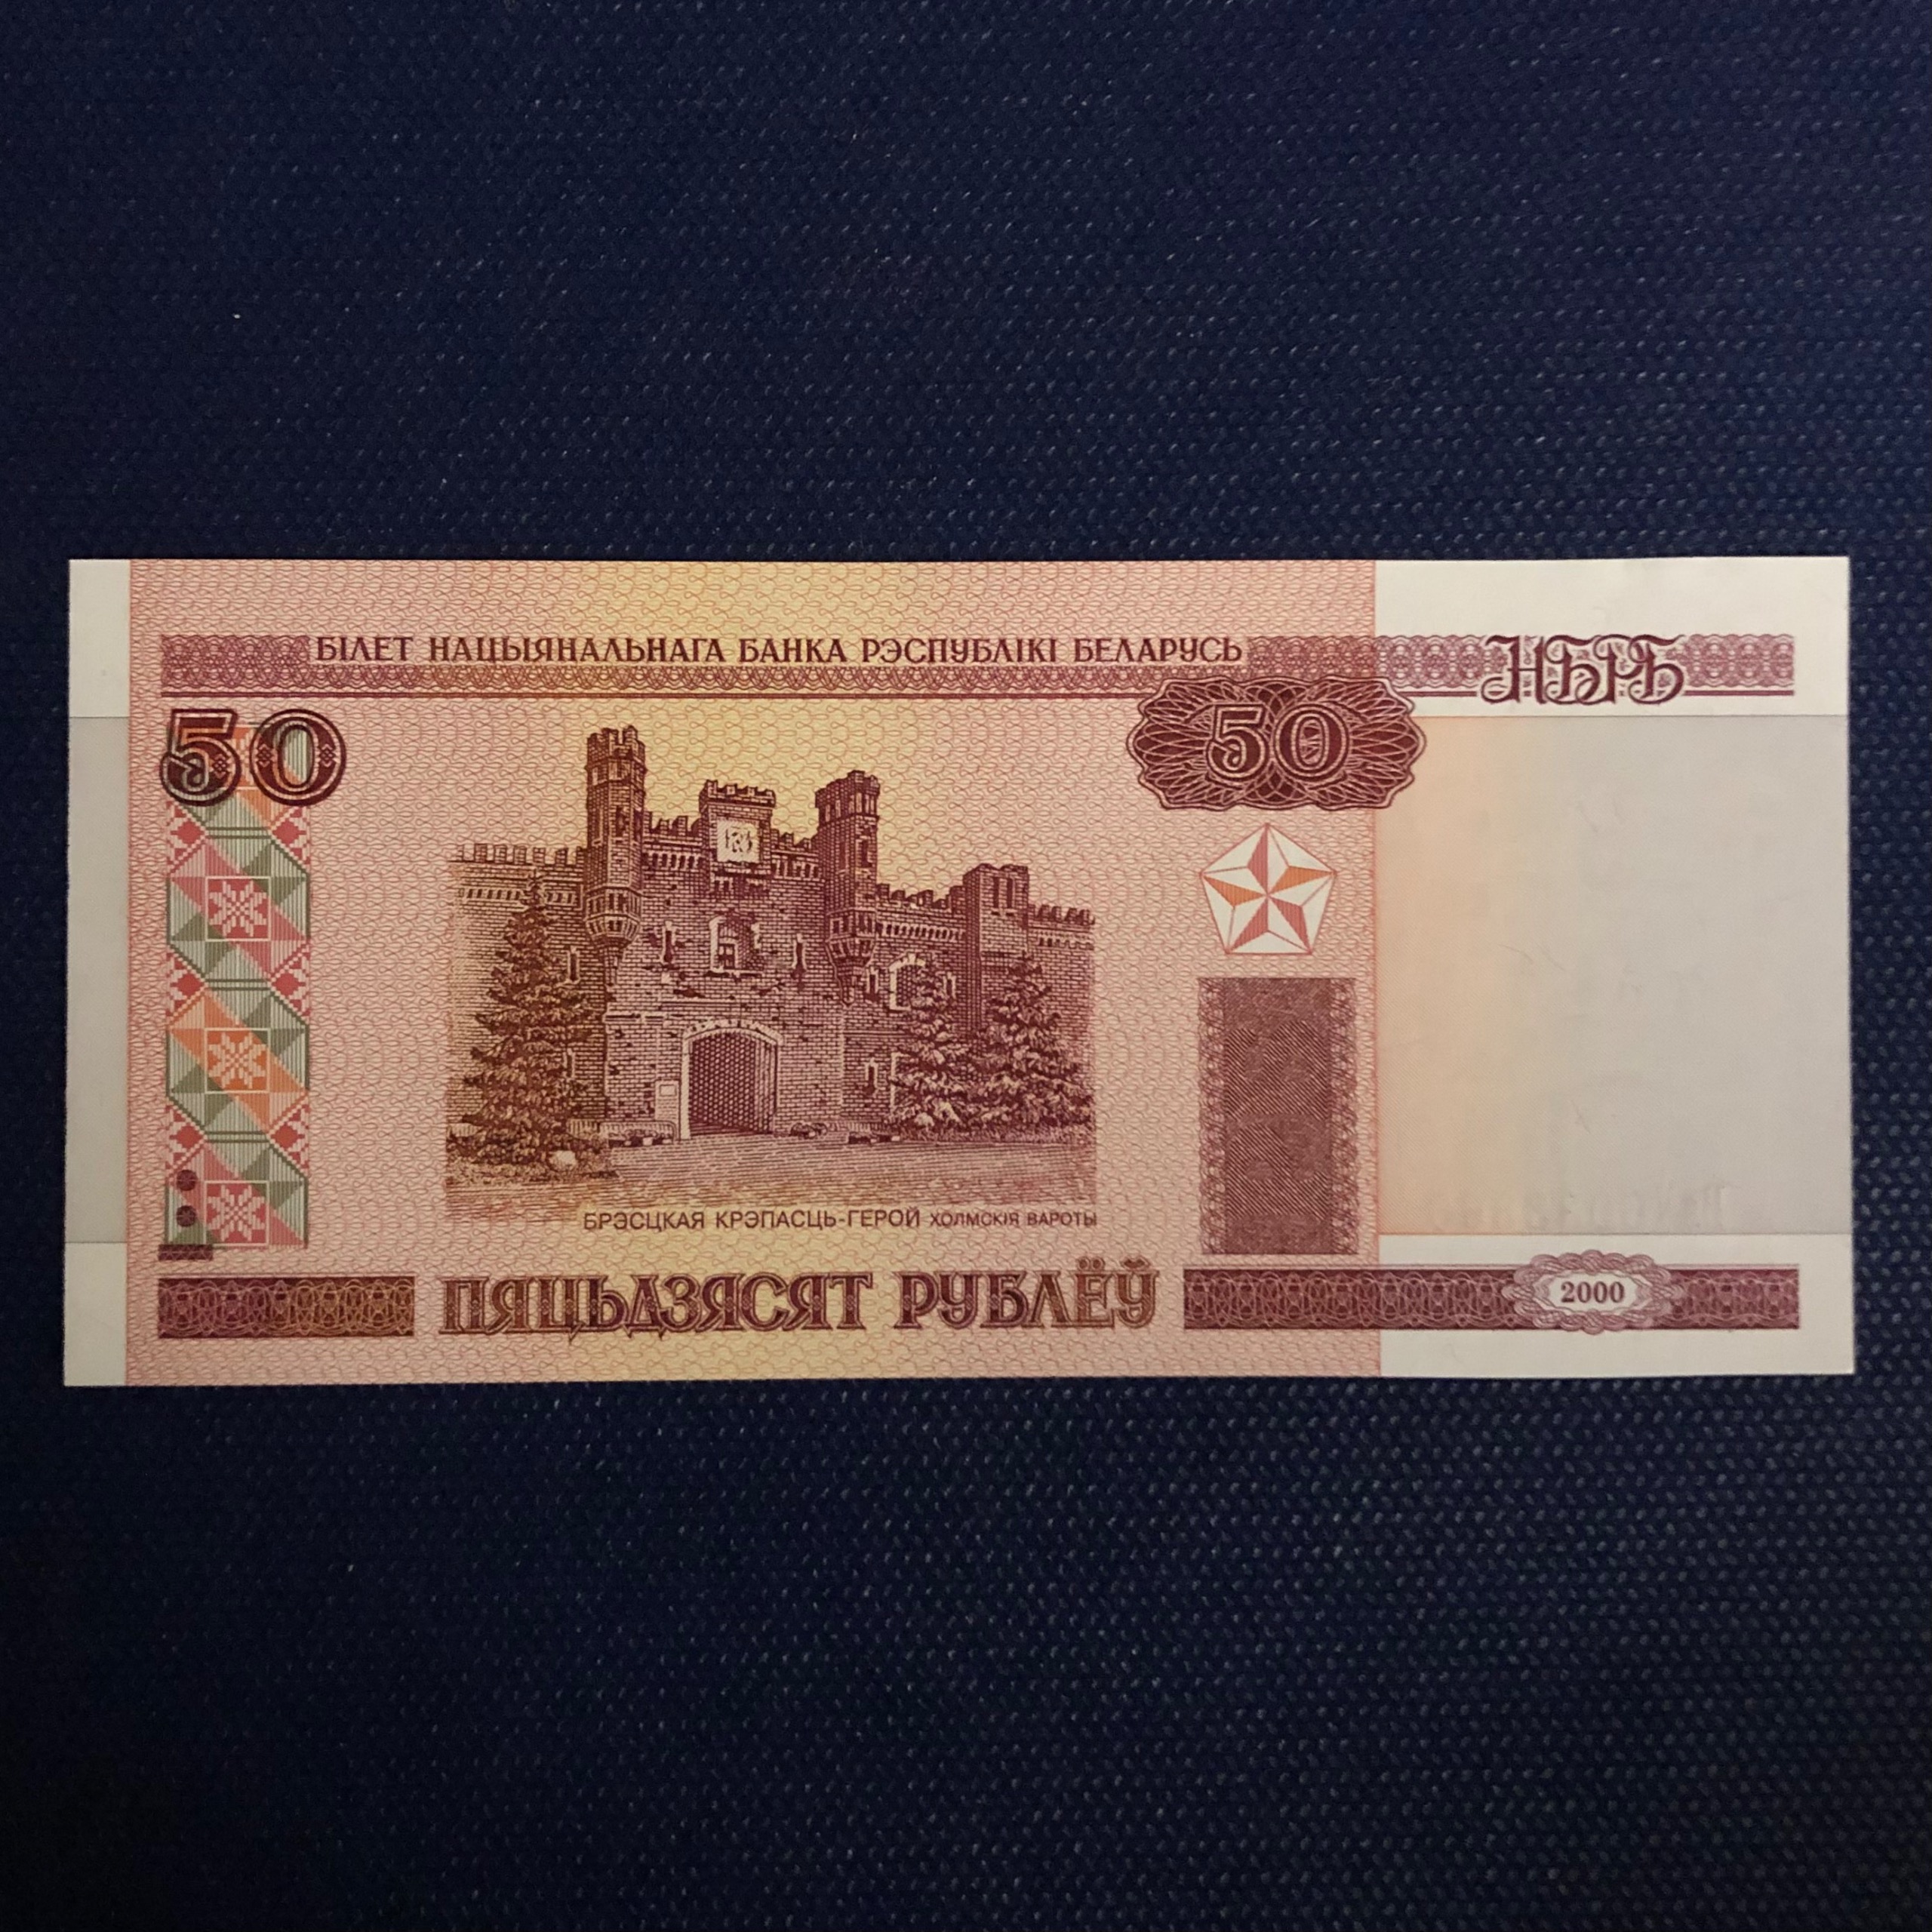 БІЛЕТ НАЦЫЯНАЛЬНАГА БАНКА РЭСПУБЛІКІ БЕЛАРУСЬ
НБРБ
50
50
БРЭСЦКАЯ КРЭПАСЦЬ-ГЕРОЙ ХОЛМСКІЯ ВАРОТЫ
ПЯЦЬДЗЯСЯТ РУБЛЁЎ
2000